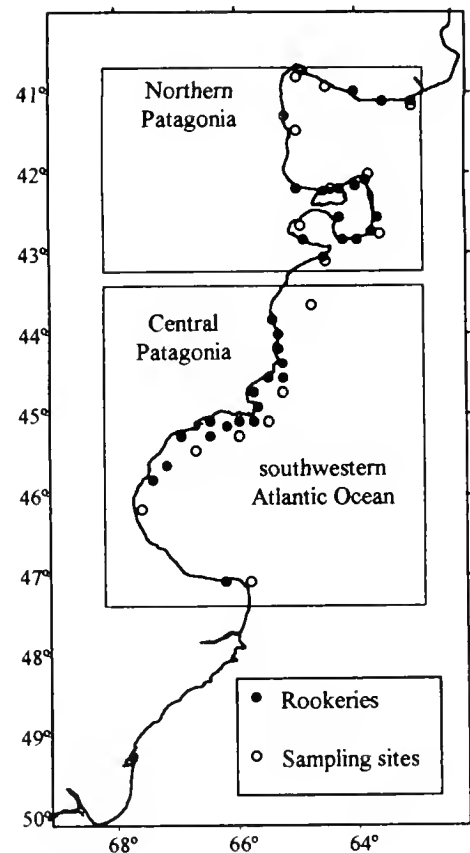 41°
42°
43°
44°
45°
46°
47°
48°
49°
50°
Northern
Patagonia
Central
Patagonia
southwestern
Atlantic Ocean
Rookeries
Sampling sites
68°
66°
64°